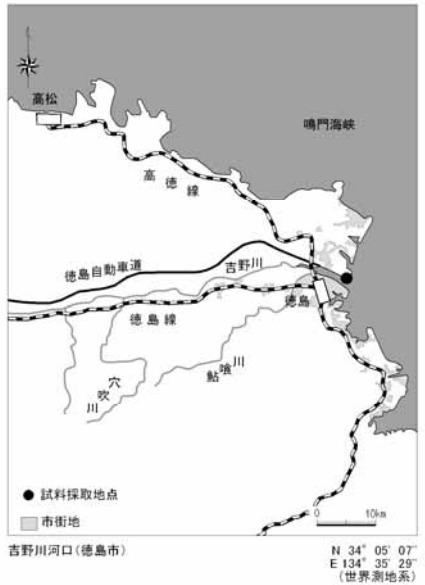 高松
鳴門海峡
高徳線
徳島自動車道
吉野川
徳島線
徳島
鮎喰川
穴吹川
試料採取地点
市街地
0 10km
吉野川河口(徳島市)
N 34° 05′ 07″
E 134° 35′ 29″
(世界測地系)